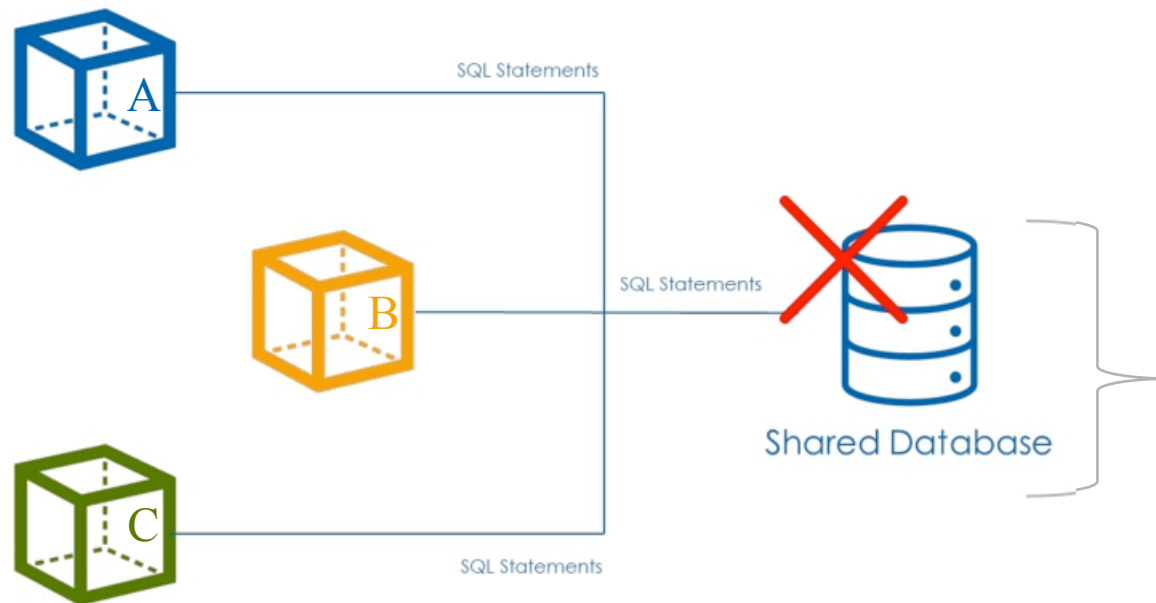 SQL Statements
A
SQL Statements
B
Shared Database
C
SQL Statements